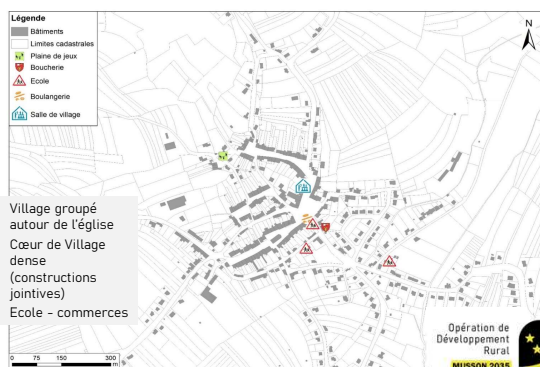 Légende
Bâtiments
Limites cadastrales
Plaine de jeux
Boucherie
Ecole
Boulangerie
Salle de village
N
Village groupé
autour de l'église
Cœur de Village
dense
(constructions
jointives)
Ecole - commerces
0 75 150 300
m
Opération de
Développement
Rural
MUSSON 2035